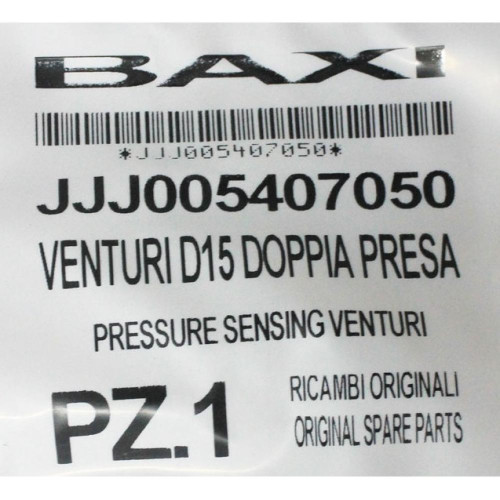 BAXI
*JJJ005407050*
JJJ005407050
VENTURI D15 DOPPIA PRESA
PRESSURE SENSING VENTURI
PZ.1
RICAMBI ORIGINALI
ORIGINAL SPARE PARTS